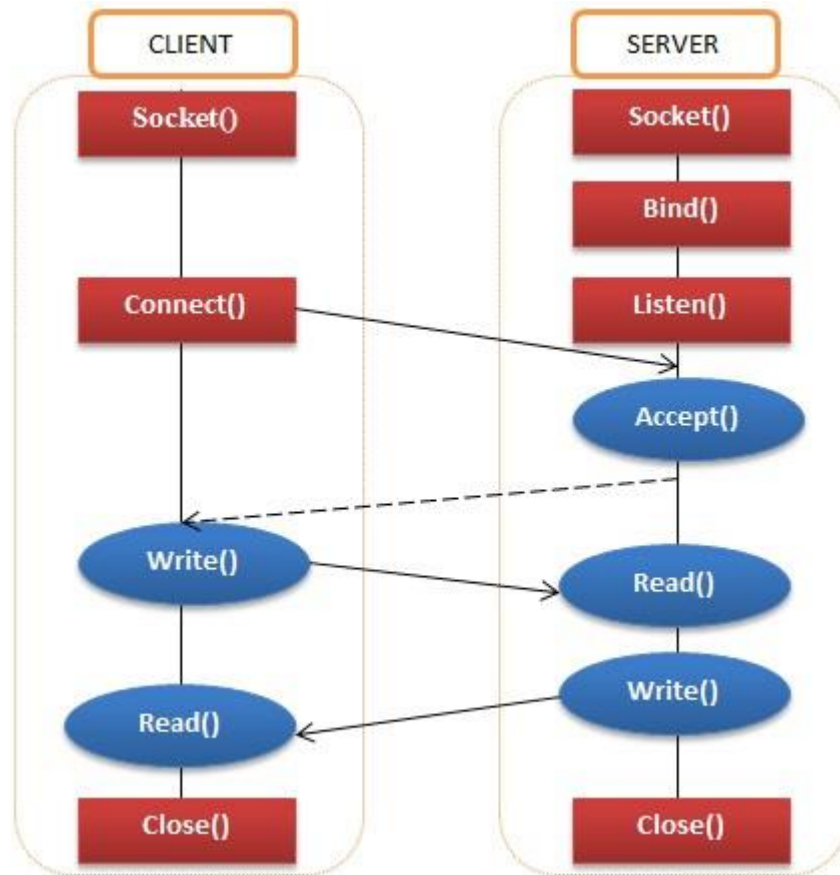 CLIENT
SERVER
Socket()
Socket()
Bind()
Connect()
Listen()
Accept()
Write()
Read()
Write()
Read()
Close()
Close()